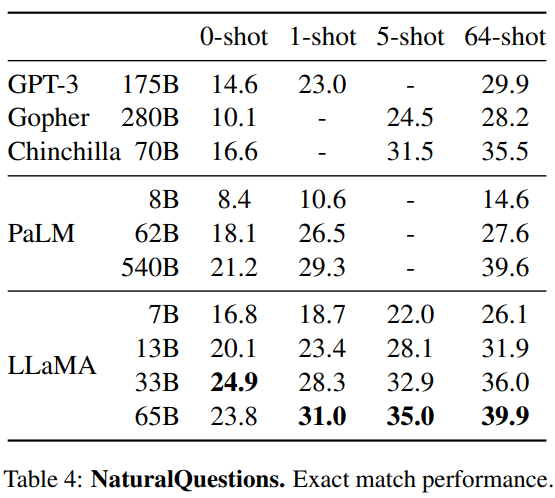 0-shot 1-shot 5-shot 64-shot
GPT-3 175B 14.6 23.0 - 29.9
Gopher 280B 10.1 - 24.5 28.2
Chinchilla 70B 16.6 - 31.5 35.5
8B 8.4 10.6 - 14.6
PaLM 62B 18.1 26.5 - 27.6
540B 21.2 29.3 - 39.6
7B 16.8 18.7 22.0 26.1
13B 20.1 23.4 28.1 31.9
LLaMA
33B 24.9 28.3 32.9 36.0
65B 23.8 31.0 35.0 39.9
Table 4: NaturalQuestions. Exact match performance.